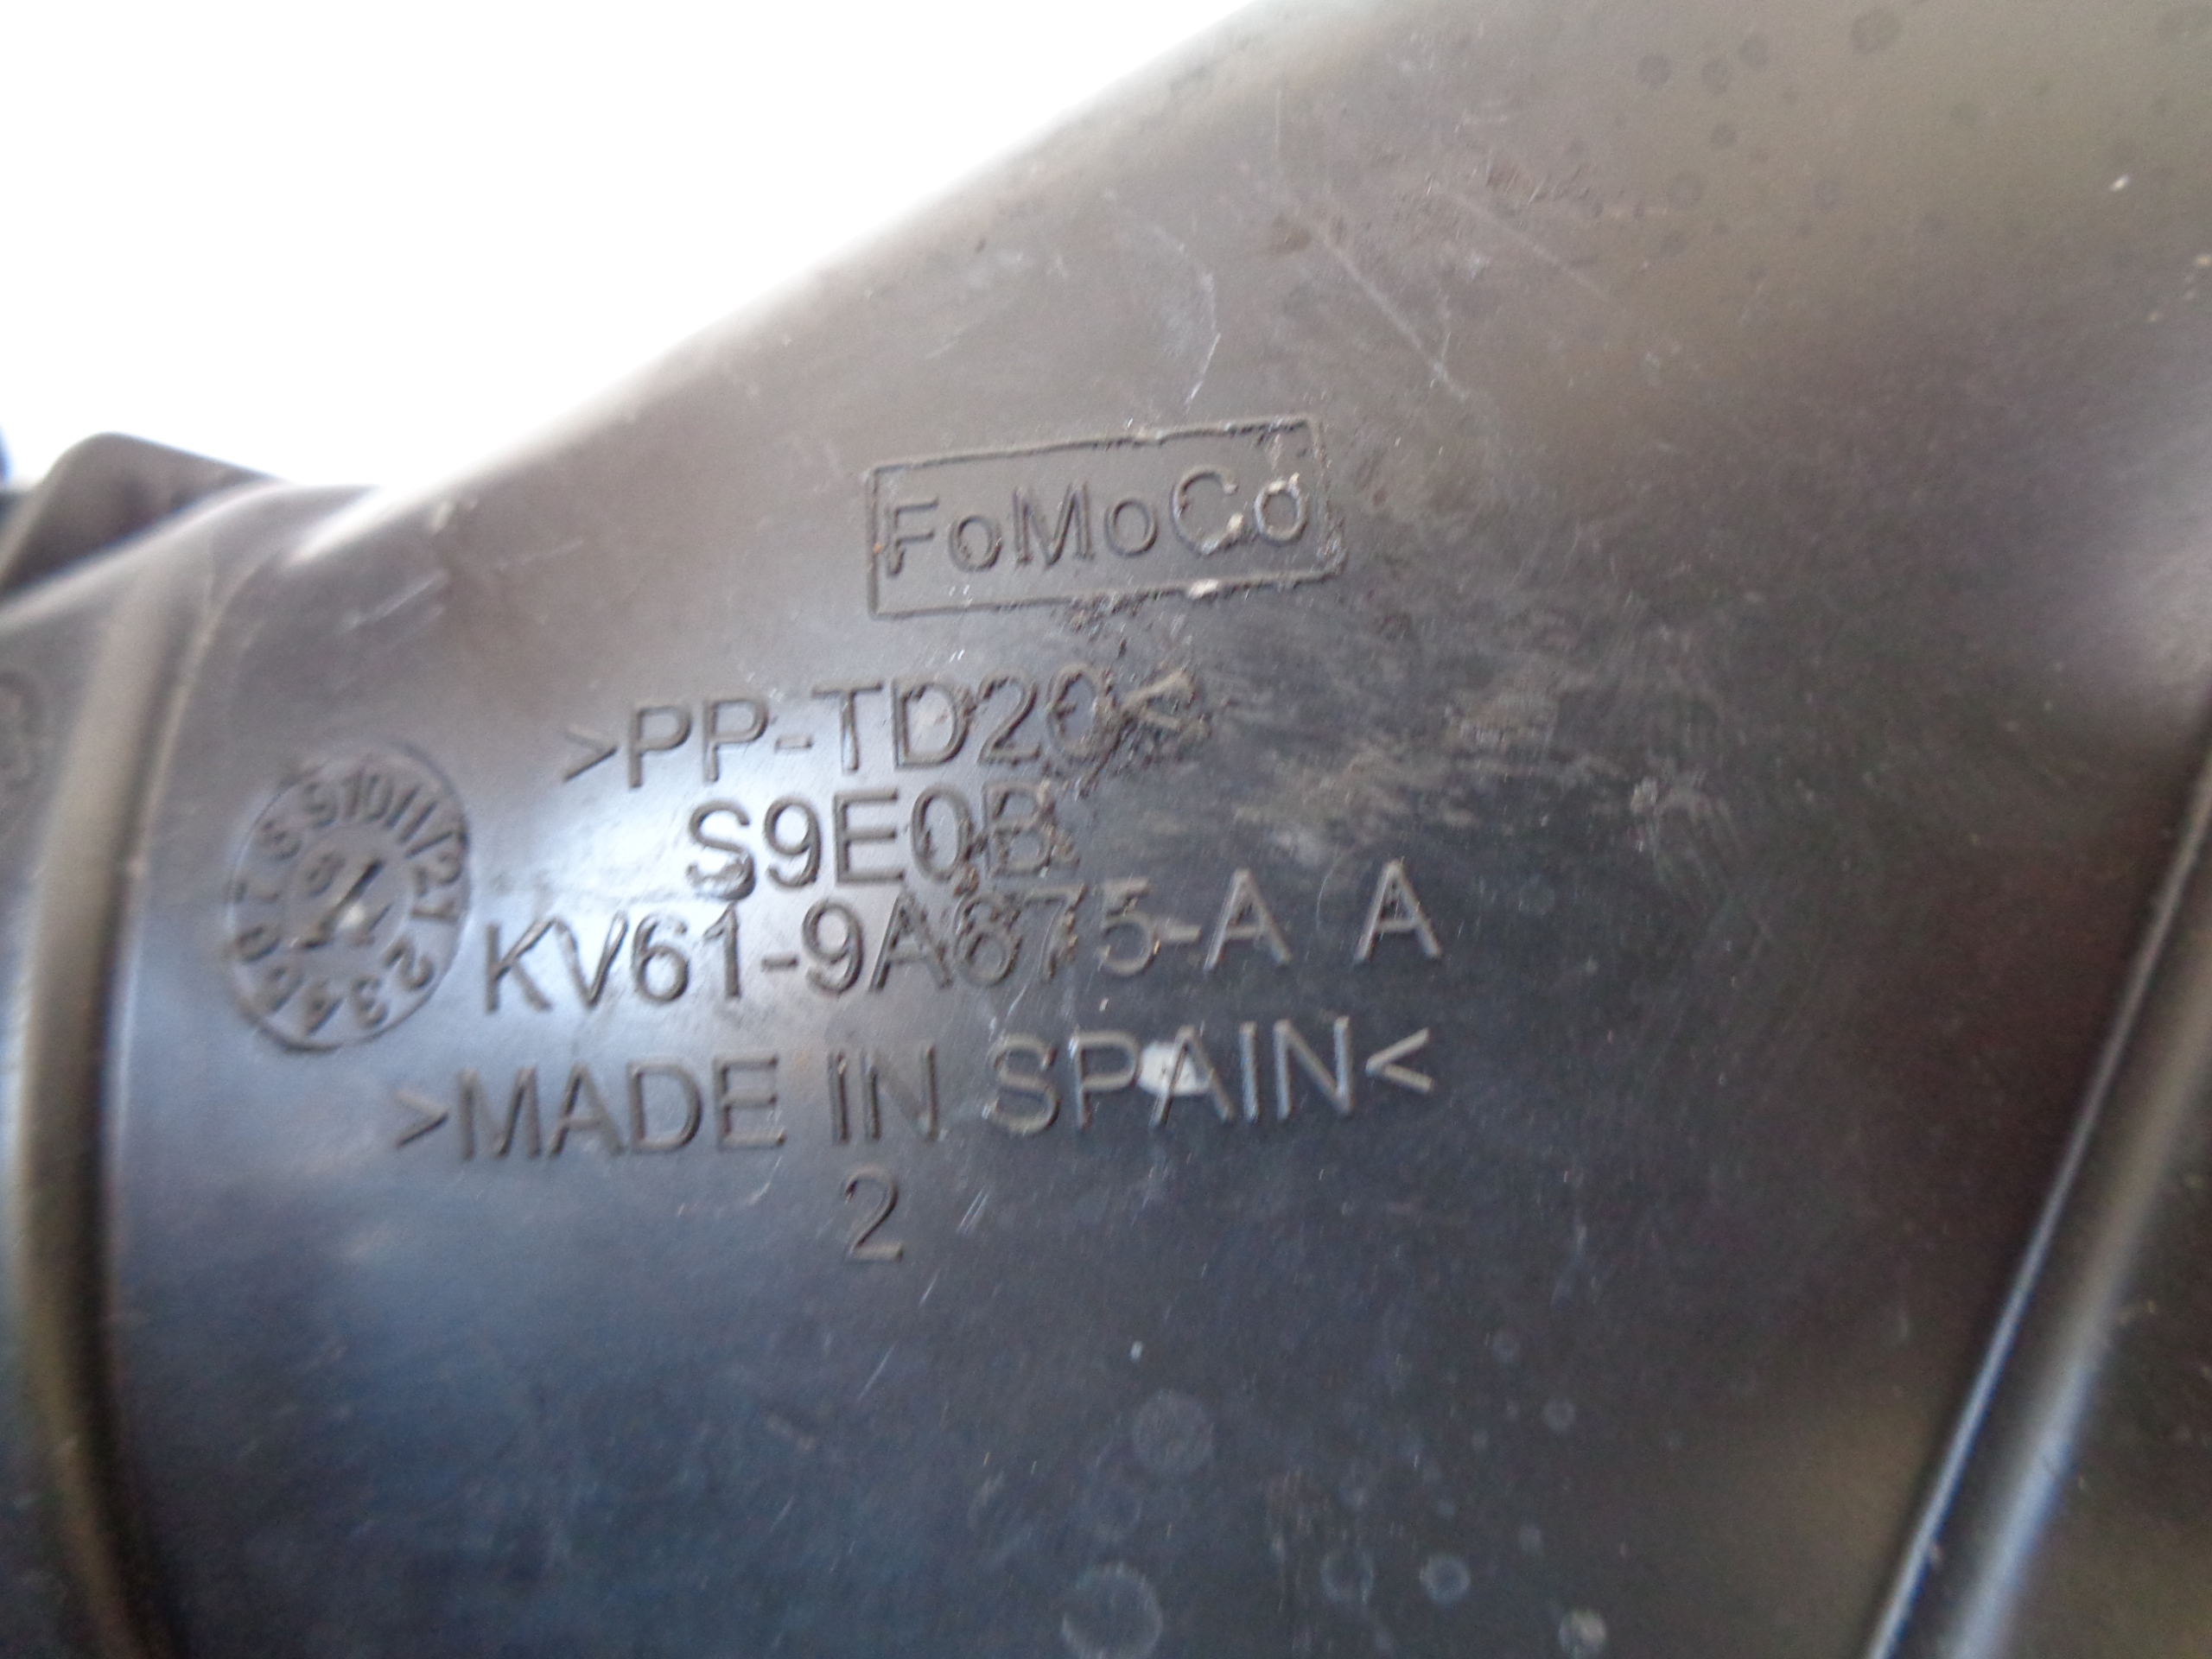 FoMoCo
>PP-TD20<
S9E0B
KV61-9A675-A A
>MADE IN SPAIN<
2